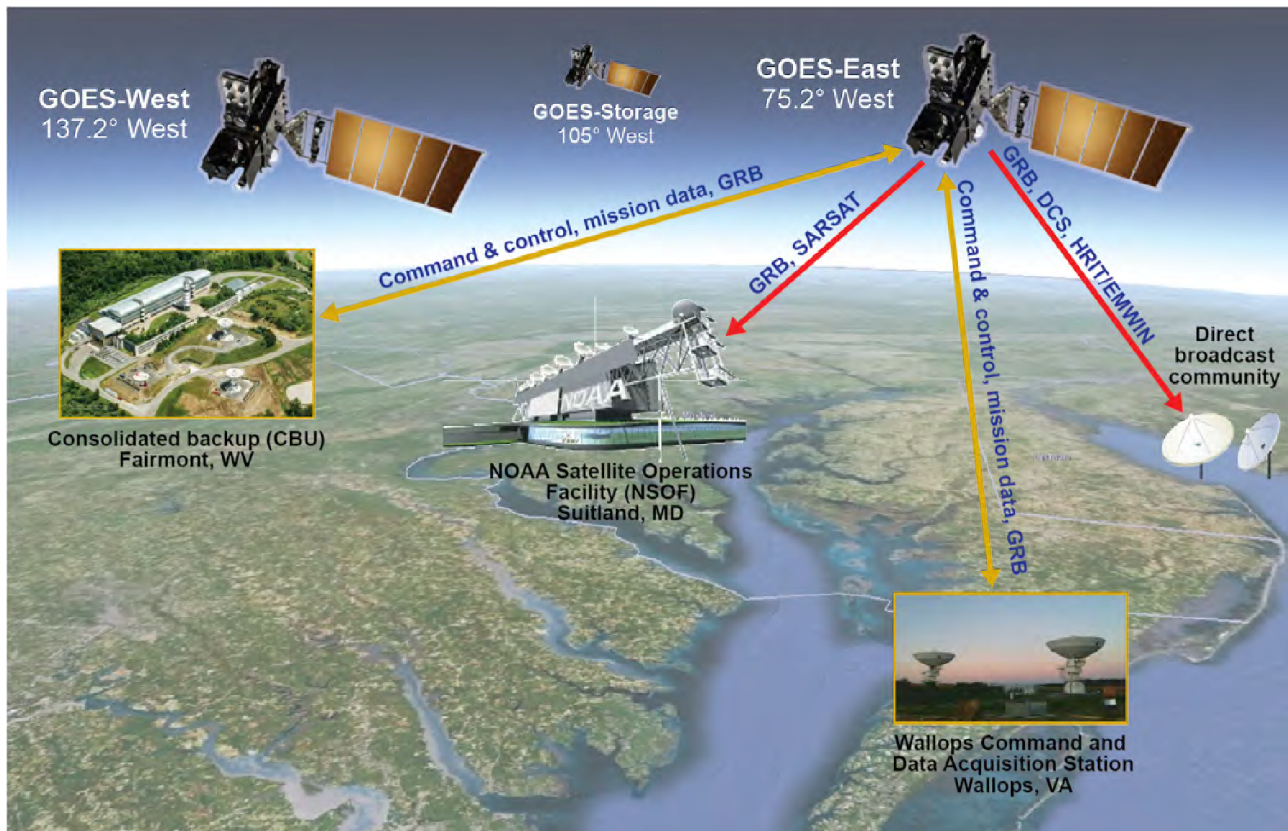 GOES-West
137.2° West
GOES-Storage
105° West
GOES-East
75.2° West
Command & control, mission data, GRB
GRB, SARSAT
Command & control, mission data, GRB
GRB, DCS, HRIT/EMWIN
Direct
broadcast
community
NOAA
Consolidated backup (CBU)
Fairmont, WV
NOAA Satellite Operations
Facility (NSOF)
Suitland, MD
Wallops Command and
Data Acquisition Station
Wallops, VA